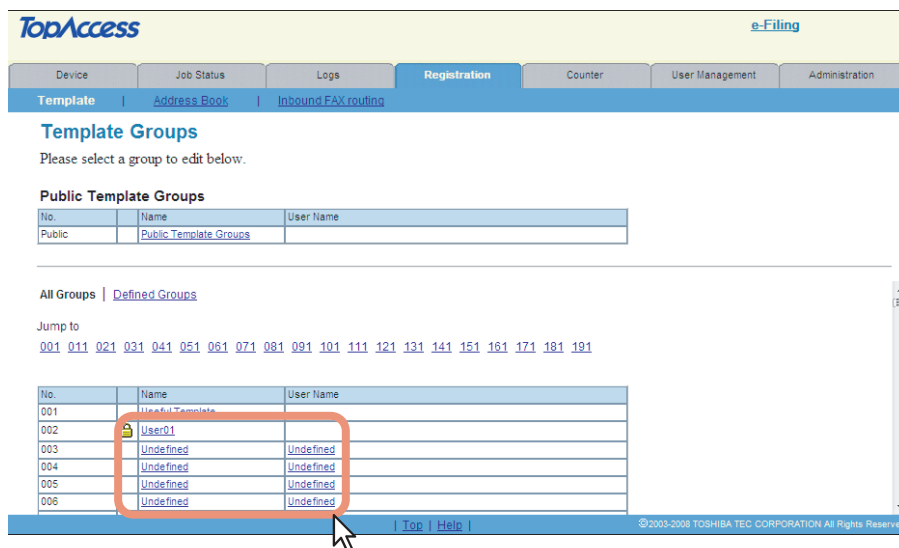 TopAccess
e-Filing
Device Job Status Logs Registration Counter User Management Administration
Template | Address Book | Inbound FAX routing
Template Groups
Please select a group to edit below.
Public Template Groups
No. Name User Name
Public Public Template Groups
All Groups | Defined Groups
Jump to
001 011 021 031 041 051 061 071 081 091 101 111 121 131 141 151 161 171 181 191
No. Name User Name
001 Useful Template
002 User01
003 Undefined Undefined
004 Undefined Undefined
005 Undefined Undefined
006 Undefined Undefined
| Top | Help |
©2003-2008 TOSHIBA TEC CORPORATION All Rights Reserve